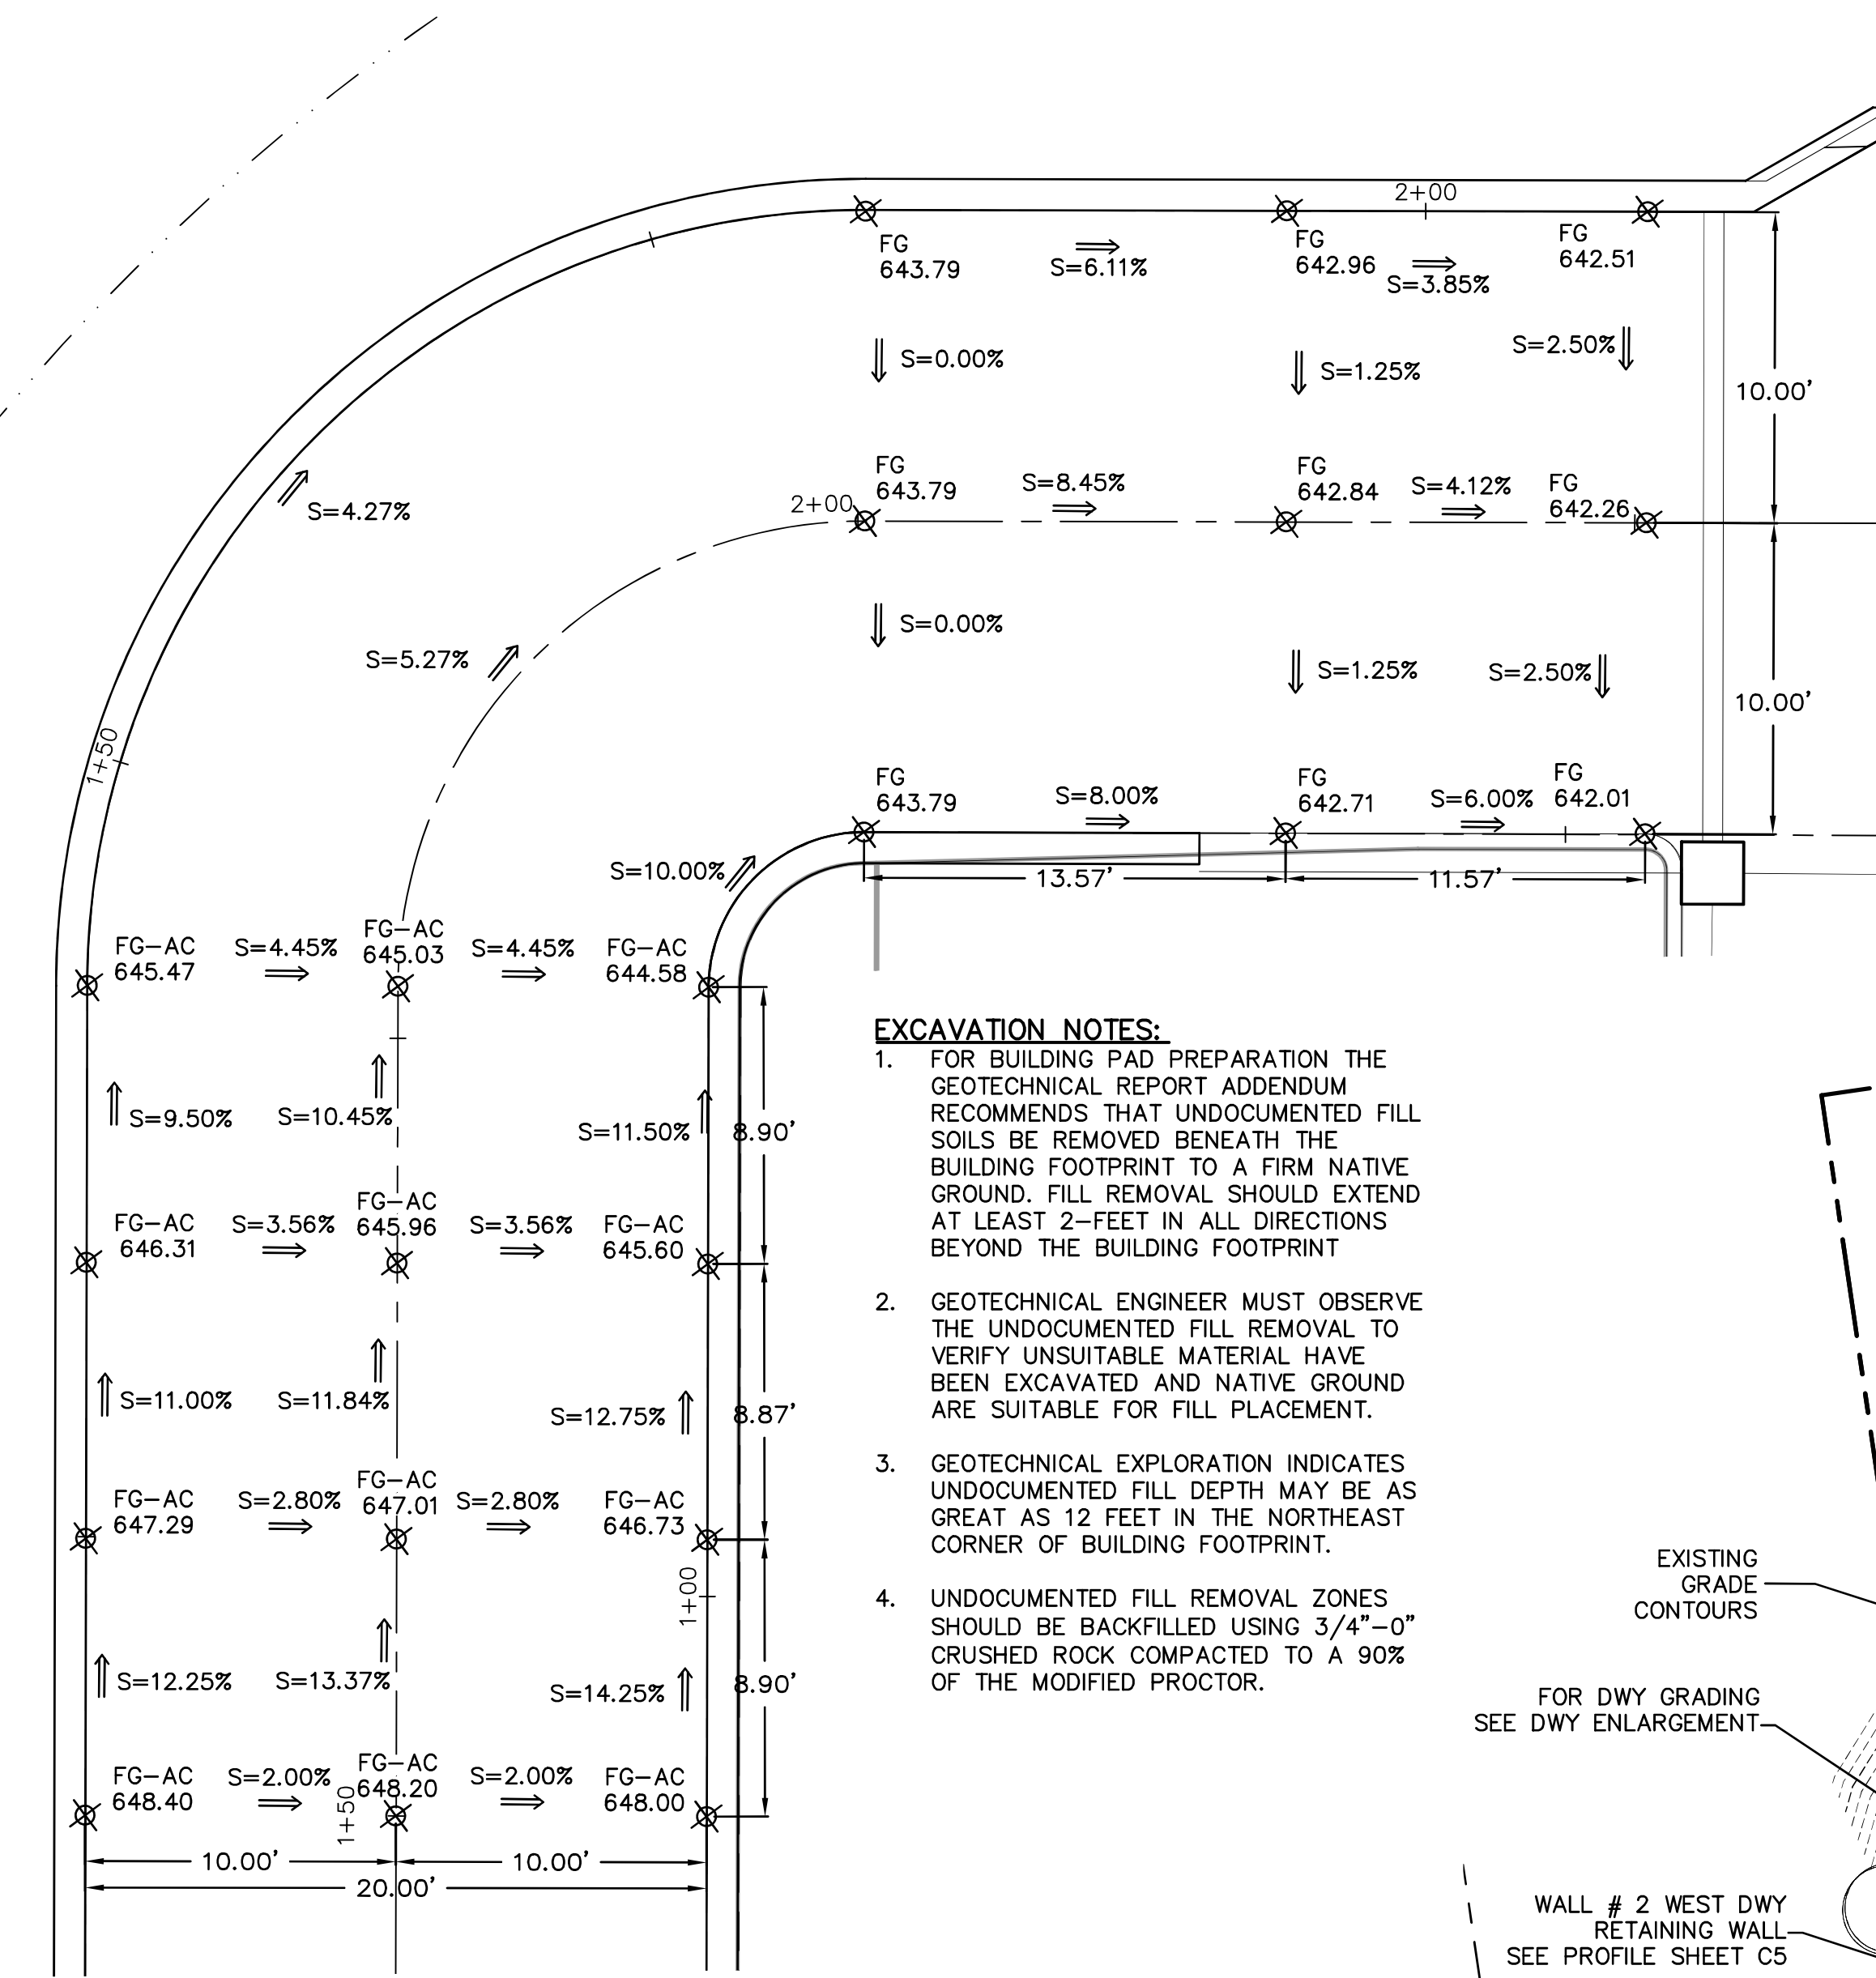 2+00
FG
643.79
S=6.11%
FG
642.96
S=3.85%
FG
642.51
S=0.00%
S=1.25%
S=2.50%
10.00'
S=4.27%
2+00
FG
643.79
S=8.45%
FG
642.84
S=4.12%
FG
642.26
S=0.00%
S=5.27%
S=1.25%
S=2.50%
10.00'
1+50
FG
643.79
S=8.00%
FG
642.71
S=6.00%
FG
642.01
S=10.00%
13.57'
11.57'
FG-AC
645.47
S=4.45%
FG-AC
645.03
S=4.45%
FG-AC
644.58
S=9.50%
S=10.45%
S=11.50%
8.90'
FG-AC
646.31
S=3.56%
FG-AC
645.96
S=3.56%
FG-AC
645.60
S=11.00%
S=11.84%
S=12.75%
8.87'
FG-AC
647.29
S=2.80%
FG-AC
647.01
S=2.80%
FG-AC
646.73
1+00
S=12.25%
S=13.37%
S=14.25%
8.90'
FG-AC
648.40
S=2.00%
FG-AC
648.20
S=2.00%
FG-AC
648.00
1+50
10.00'
10.00'
20.00'
EXCAVATION NOTES:
1. FOR BUILDING PAD PREPARATION THE
GEOTECHNICAL REPORT ADDENDUM
RECOMMENDS THAT UNDOCUMENTED FILL
SOILS BE REMOVED BENEATH THE
BUILDING FOOTPRINT TO A FIRM NATIVE
GROUND. FILL REMOVAL SHOULD EXTEND
AT LEAST 2-FEET IN ALL DIRECTIONS
BEYOND THE BUILDING FOOTPRINT
2. GEOTECHNICAL ENGINEER MUST OBSERVE
THE UNDOCUMENTED FILL REMOVAL TO
VERIFY UNSUITABLE MATERIAL HAVE
BEEN EXCAVATED AND NATIVE GROUND
ARE SUITABLE FOR FILL PLACEMENT.
3. GEOTECHNICAL EXPLORATION INDICATES
UNDOCUMENTED FILL DEPTH MAY BE AS
GREAT AS 12 FEET IN THE NORTHEAST
CORNER OF BUILDING FOOTPRINT.
4. UNDOCUMENTED FILL REMOVAL ZONES
SHOULD BE BACKFILLED USING 3/4"-0"
CRUSHED ROCK COMPACTED TO A 90%
OF THE MODIFIED PROCTOR.
EXISTING
GRADE
CONTOURS
FOR DWY GRADING
SEE DWY ENLARGEMENT
WALL # 2 WEST DWY
RETAINING WALL
SEE PROFILE SHEET C5